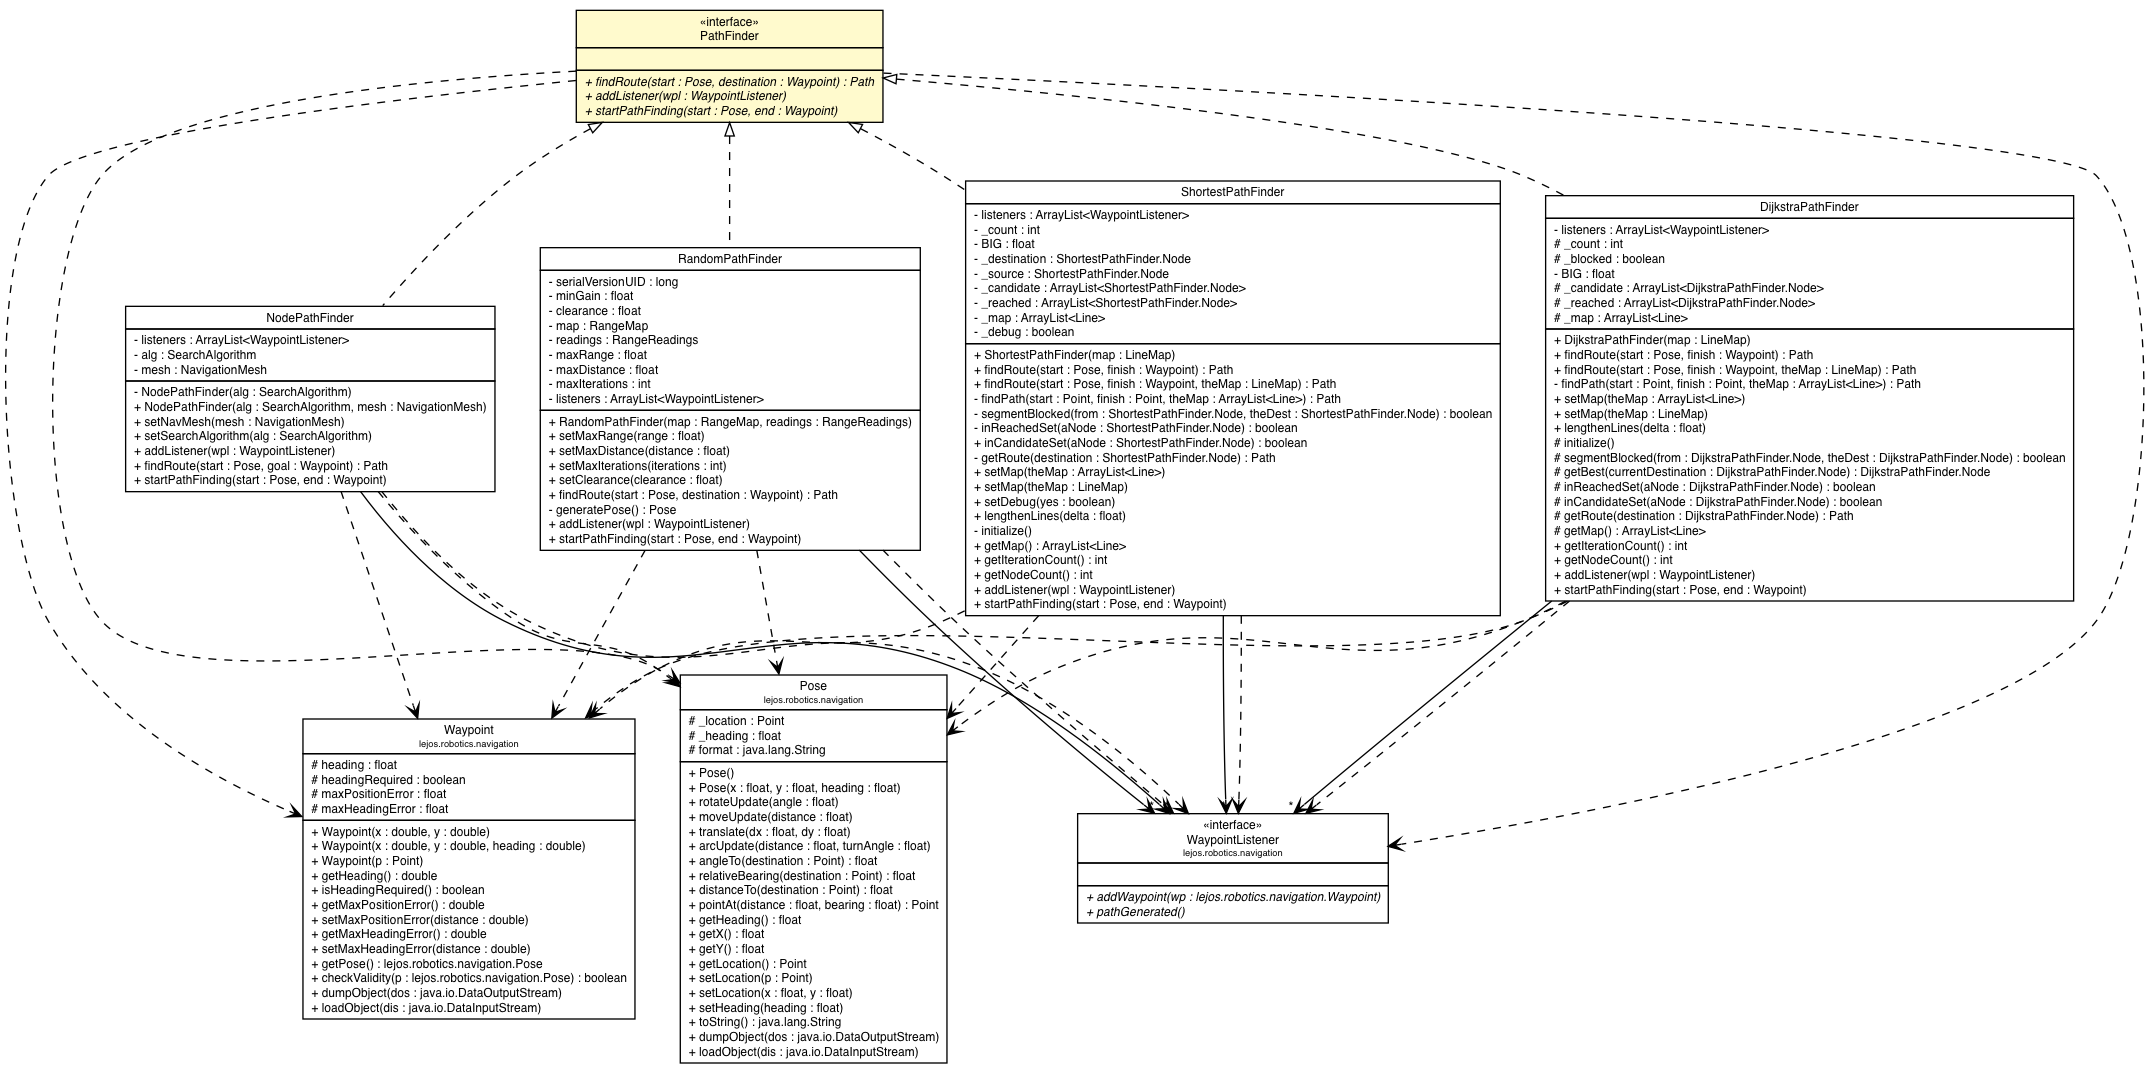 «interface»
PathFinder
+ findRoute(start : Pose, destination : Waypoint) : Path
+ addListener(wpl : WaypointListener)
+ startPathFinding(start : Pose, end : Waypoint)
NodePathFinder
- listeners : ArrayList<WaypointListener>
- alg : SearchAlgorithm
- mesh : NavigationMesh
- NodePathFinder(alg : SearchAlgorithm)
+ NodePathFinder(alg : SearchAlgorithm, mesh : NavigationMesh)
+ setNavMesh(mesh : NavigationMesh)
+ setSearchAlgorithm(alg : SearchAlgorithm)
+ addListener(wpl : WaypointListener)
+ findRoute(start : Pose, goal : Waypoint) : Path
+ startPathFinding(start : Pose, end : Waypoint)
RandomPathFinder
- serialVersionUID : long
- minGain : float
- clearance : float
- map : RangeMap
- readings : RangeReadings
- maxRange : float
- maxDistance : float
- maxIterations : int
- listeners : ArrayList<WaypointListener>
+ RandomPathFinder(map : RangeMap, readings : RangeReadings)
+ setMaxRange(range : float)
+ setMaxDistance(distance : float)
+ setMaxIterations(iterations : int)
+ setClearance(clearance : float)
+ findRoute(start : Pose, destination : Waypoint) : Path
- generatePose() : Pose
+ addListener(wpl : WaypointListener)
+ startPathFinding(start : Pose, end : Waypoint)
ShortestPathFinder
- listeners : ArrayList<WaypointListener>
- _count : int
- BIG : float
- _destination : ShortestPathFinder.Node
- _source : ShortestPathFinder.Node
- _candidate : ArrayList<ShortestPathFinder.Node>
- _reached : ArrayList<ShortestPathFinder.Node>
- _map : ArrayList<Line>
- _debug : boolean
+ ShortestPathFinder(map : LineMap)
+ findRoute(start : Pose, finish : Waypoint) : Path
+ findRoute(start : Pose, finish : Waypoint, theMap : LineMap) : Path
- findPath(start : Point, finish : Point, theMap : ArrayList<Line>) : Path
- segmentBlocked(from : ShortestPathFinder.Node, theDest : ShortestPathFinder.Node) : boolean
- inReachedSet(aNode : ShortestPathFinder.Node) : boolean
+ inCandidateSet(aNode : ShortestPathFinder.Node) : boolean
- getRoute(destination : ShortestPathFinder.Node) : Path
+ setMap(theMap : ArrayList<Line>)
+ setMap(theMap : LineMap)
+ setDebug(yes : boolean)
+ lengthenLines(delta : float)
- initialize()
+ getMap() : ArrayList<Line>
+ getIterationCount() : int
+ getNodeCount() : int
+ addListener(wpl : WaypointListener)
+ startPathFinding(start : Pose, end : Waypoint)
DijkstraPathFinder
- listeners : ArrayList<WaypointListener>
# _count : int
# _blocked : boolean
- BIG : float
# _candidate : ArrayList<DijkstraPathFinder.Node>
# _reached : ArrayList<DijkstraPathFinder.Node>
# _map : ArrayList<Line>
+ DijkstraPathFinder(map : LineMap)
+ findRoute(start : Pose, finish : Waypoint) : Path
+ findRoute(start : Pose, finish : Waypoint, theMap : LineMap) : Path
- findPath(start : Point, finish : Point, theMap : ArrayList<Line>) : Path
+ setMap(theMap : ArrayList<Line>)
+ setMap(theMap : LineMap)
+ lengthenLines(delta : float)
# initialize()
# segmentBlocked(from : DijkstraPathFinder.Node, theDest : DijkstraPathFinder.Node) : boolean
# getBest(currentDestination : DijkstraPathFinder.Node) : DijkstraPathFinder.Node
# inReachedSet(aNode : DijkstraPathFinder.Node) : boolean
# inCandidateSet(aNode : DijkstraPathFinder.Node) : boolean
# getRoute(destination : DijkstraPathFinder.Node) : Path
# getMap() : ArrayList<Line>
+ getIterationCount() : int
+ getNodeCount() : int
+ addListener(wpl : WaypointListener)
+ startPathFinding(start : Pose, end : Waypoint)
Waypoint
lejos.robotics.navigation
# heading : float
# headingRequired : boolean
# maxPositionError : float
# maxHeadingError : float
+ Waypoint(x : double, y : double)
+ Waypoint(x : double, y : double, heading : double)
+ Waypoint(p : Point)
+ getHeading() : double
+ isHeadingRequired() : boolean
+ getMaxPositionError() : double
+ setMaxPositionError(distance : double)
+ getMaxHeadingError() : double
+ setMaxHeadingError(distance : double)
+ getPose() : lejos.robotics.navigation.Pose
+ checkValidity(p : lejos.robotics.navigation.Pose) : boolean
+ dumpObject(dos : java.io.DataOutputStream)
+ loadObject(dis : java.io.DataInputStream)
Pose
lejos.robotics.navigation
# _location : Point
# _heading : float
# format : java.lang.String
+ Pose()
+ Pose(x : float, y : float, heading : float)
+ rotateUpdate(angle : float)
+ moveUpdate(distance : float)
+ translate(dx : float, dy : float)
+ arcUpdate(distance : float, turnAngle : float)
+ angleTo(destination : Point) : float
+ relativeBearing(destination : Point) : float
+ distanceTo(destination : Point) : float
+ pointAt(distance : float, bearing : float) : Point
+ getHeading() : float
+ getX() : float
+ getY() : float
+ getLocation() : Point
+ setLocation(p : Point)
+ setLocation(x : float, y : float)
+ setHeading(heading : float)
+ toString() : java.lang.String
+ dumpObject(dos : java.io.DataOutputStream)
+ loadObject(dis : java.io.DataInputStream)
*
«interface»
WaypointListener
lejos.robotics.navigation
+ addWaypoint(wp : lejos.robotics.navigation.Waypoint)
+ pathGenerated()